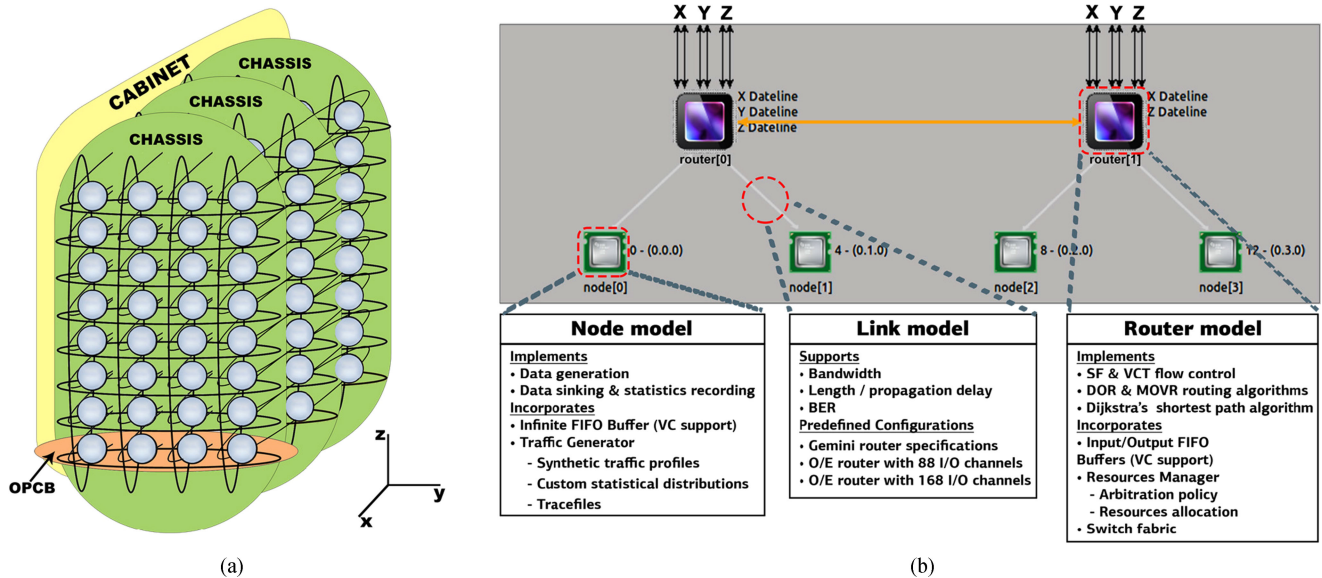 CABINET
CHASSIS
CHASSIS
CHASSIS
OPCB
z
y
x
(a)
X Y Z
X Y Z
X Dateline
Y Dateline
Z Dateline
router[0]
X Dateline
Z Dateline
router[1]
0 - (0.0.0)
node[0]
4 - (0.1.0)
node[1]
8 - (0.2.0)
node[2]
12 - (0.3.0)
node[3]
Node model
Implements
• Data generation
• Data sinking & statistics recording
Incorporates
• Infinite FIFO Buffer (VC support)
• Traffic Generator
- Synthetic traffic profiles
- Custom statistical distributions
- Tracefiles
Link model
Supports
• Bandwidth
• Length / propagation delay
• BER
Predefined Configurations
• Gemini router specifications
• O/E router with 88 I/O channels
• O/E router with 168 I/O channels
Router model
Implements
• SF & VCT flow control
• DOR & MOVR routing algorithms
• Dijkstra's shortest path algorithm
Incorporates
• Input/Output FIFO
Buffers (VC support)
• Resources Manager
- Arbitration policy
- Resources allocation
• Switch fabric
(b)